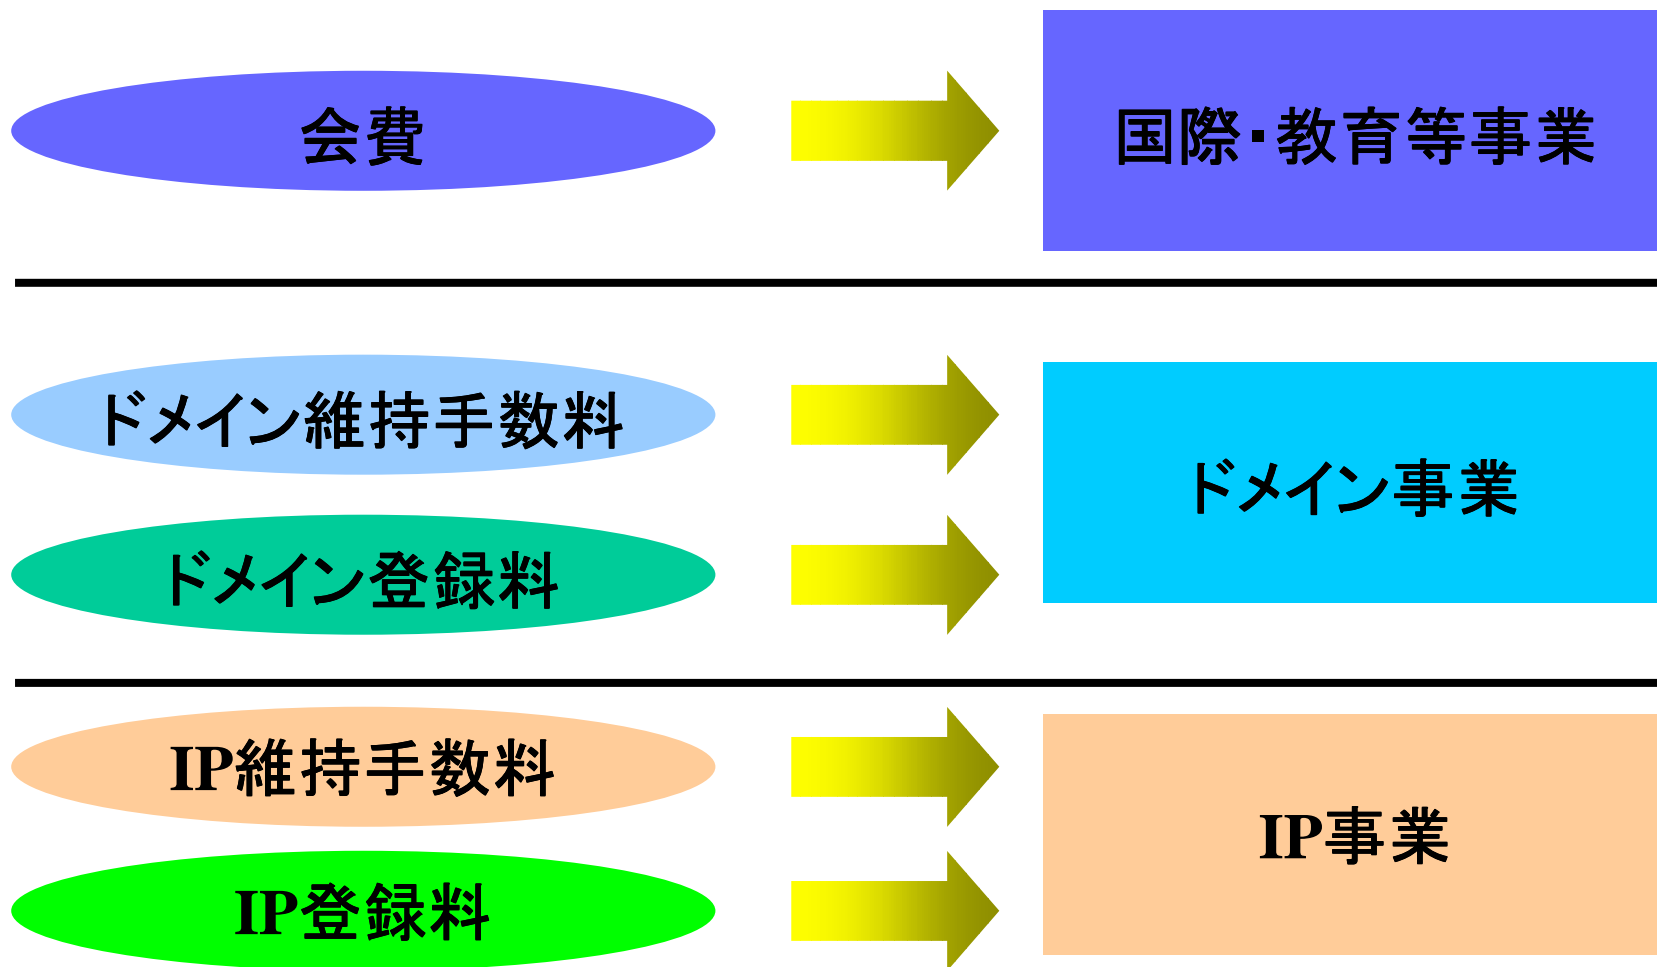 会費
国際・教育等事業
ドメイン維持手数料
ドメイン登録料
ドメイン事業
IP維持手数料
IP登録料
IP事業